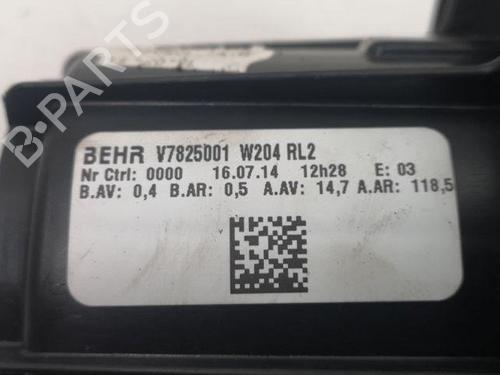 BEHR V7825001 W204 RL2
Nr Ctrl: 0000 16.07.14 12h28 E: 03
B.AV: 0,4 B.AR: 0,5 A.AV: 14,7 A.AR: 118,5
B-PARTS